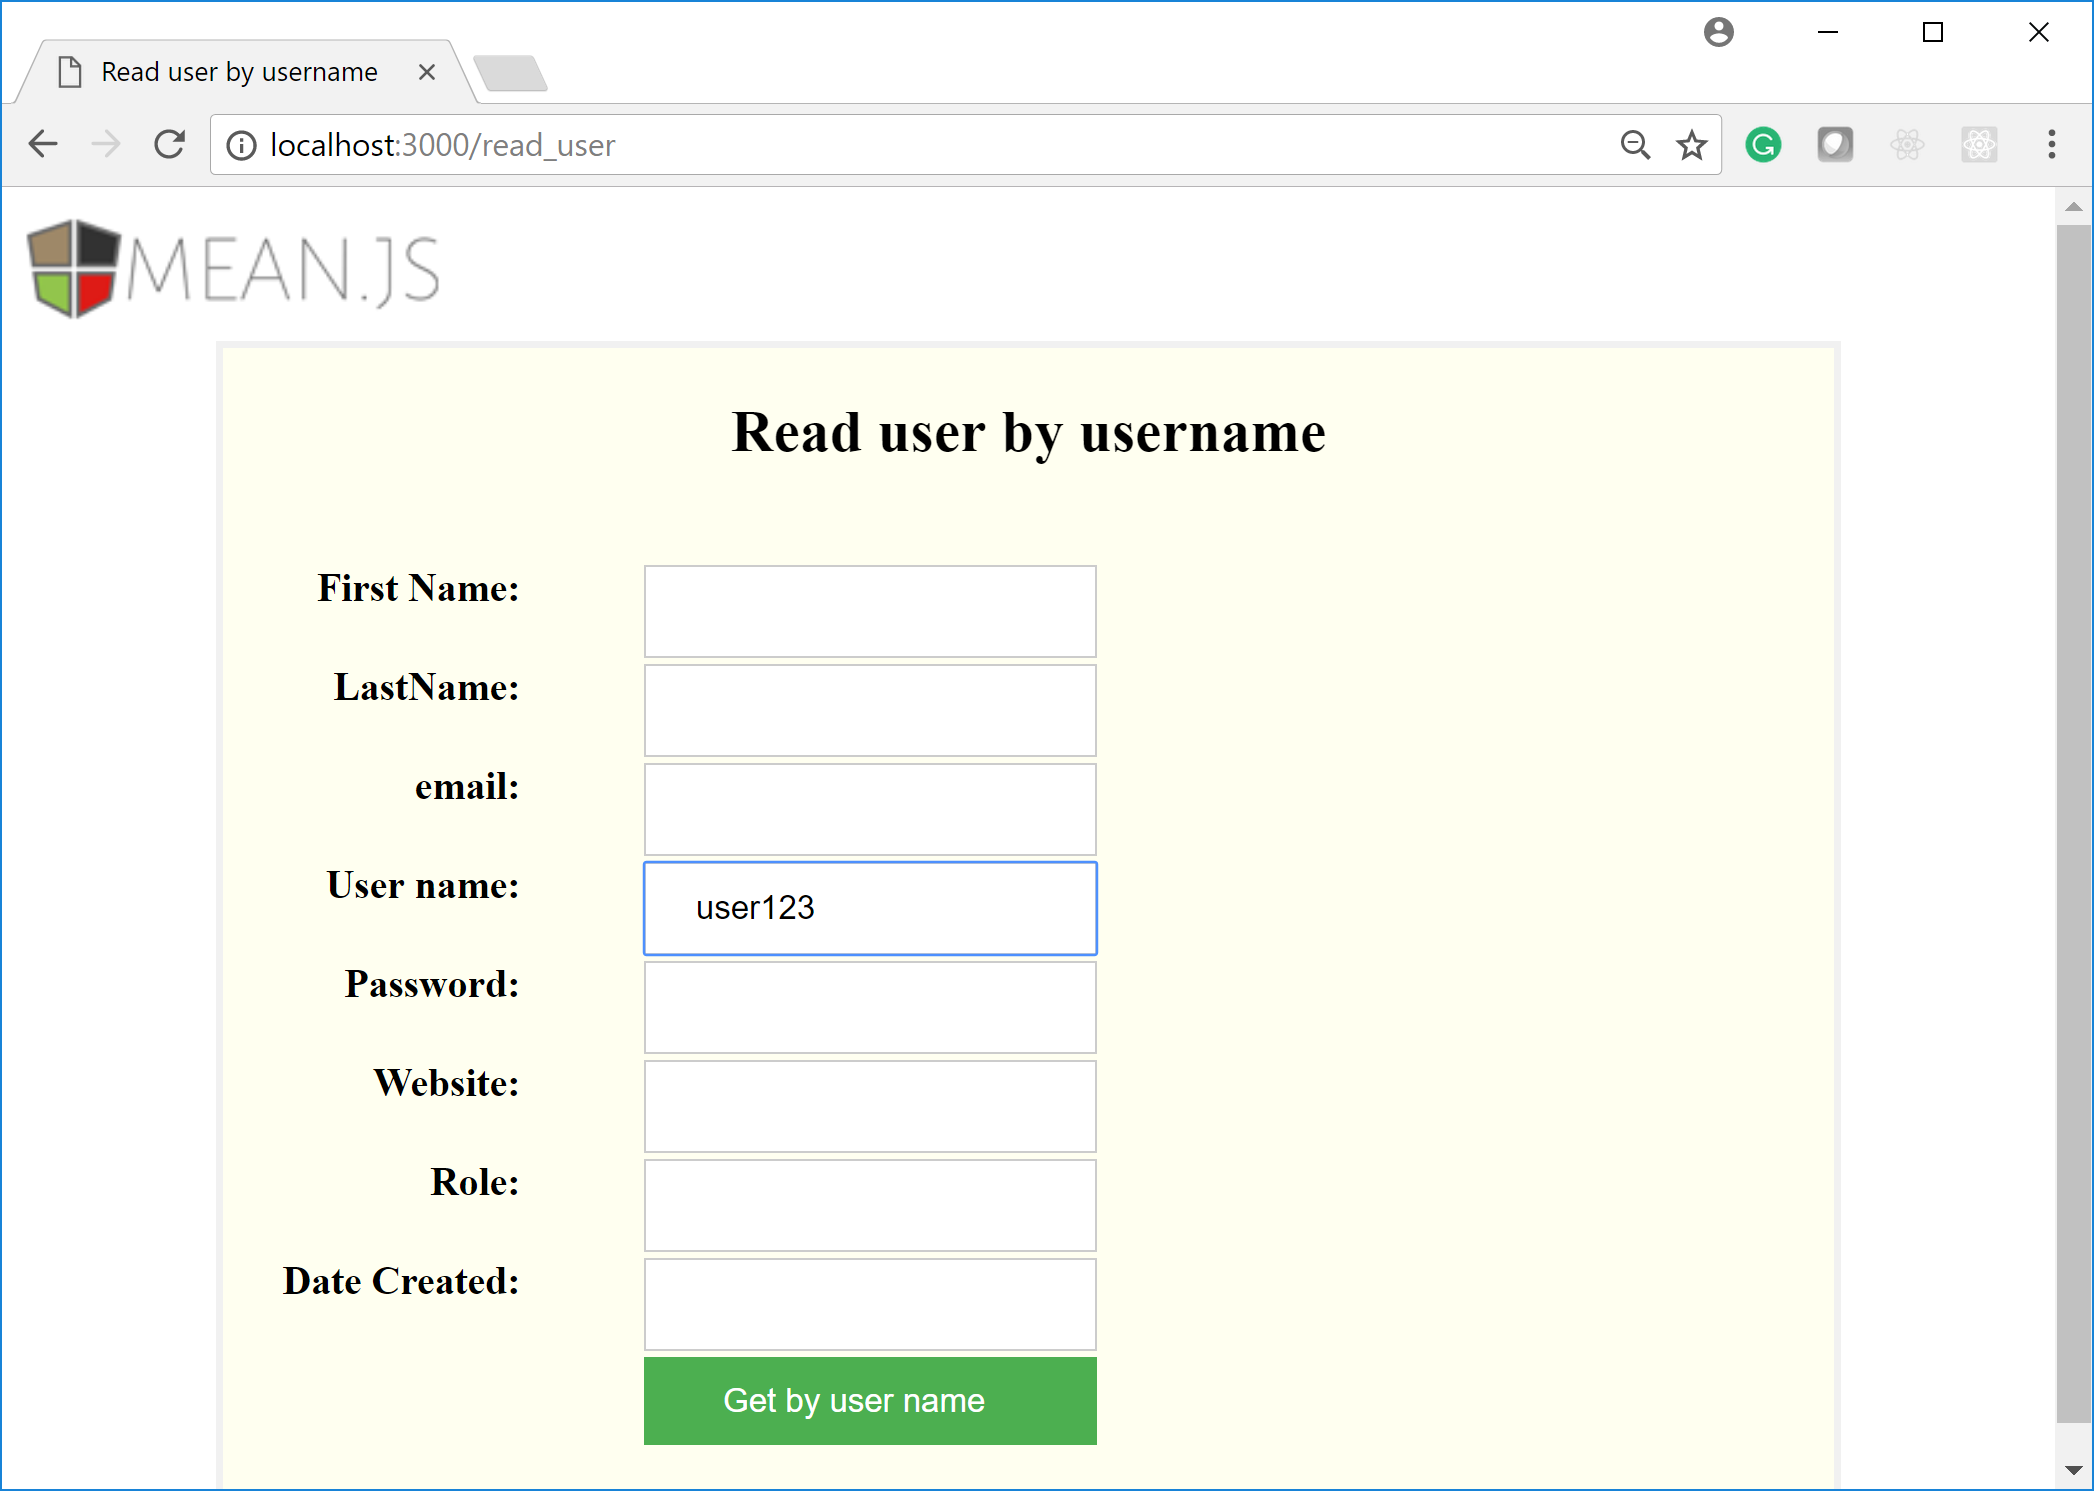 Read user by username
localhost:3000/read_user
MEAN.JS
Read user by username
First Name:
LastName:
email:
User name:
user123
Password:
Website:
Role:
Date Created:
Get by user name